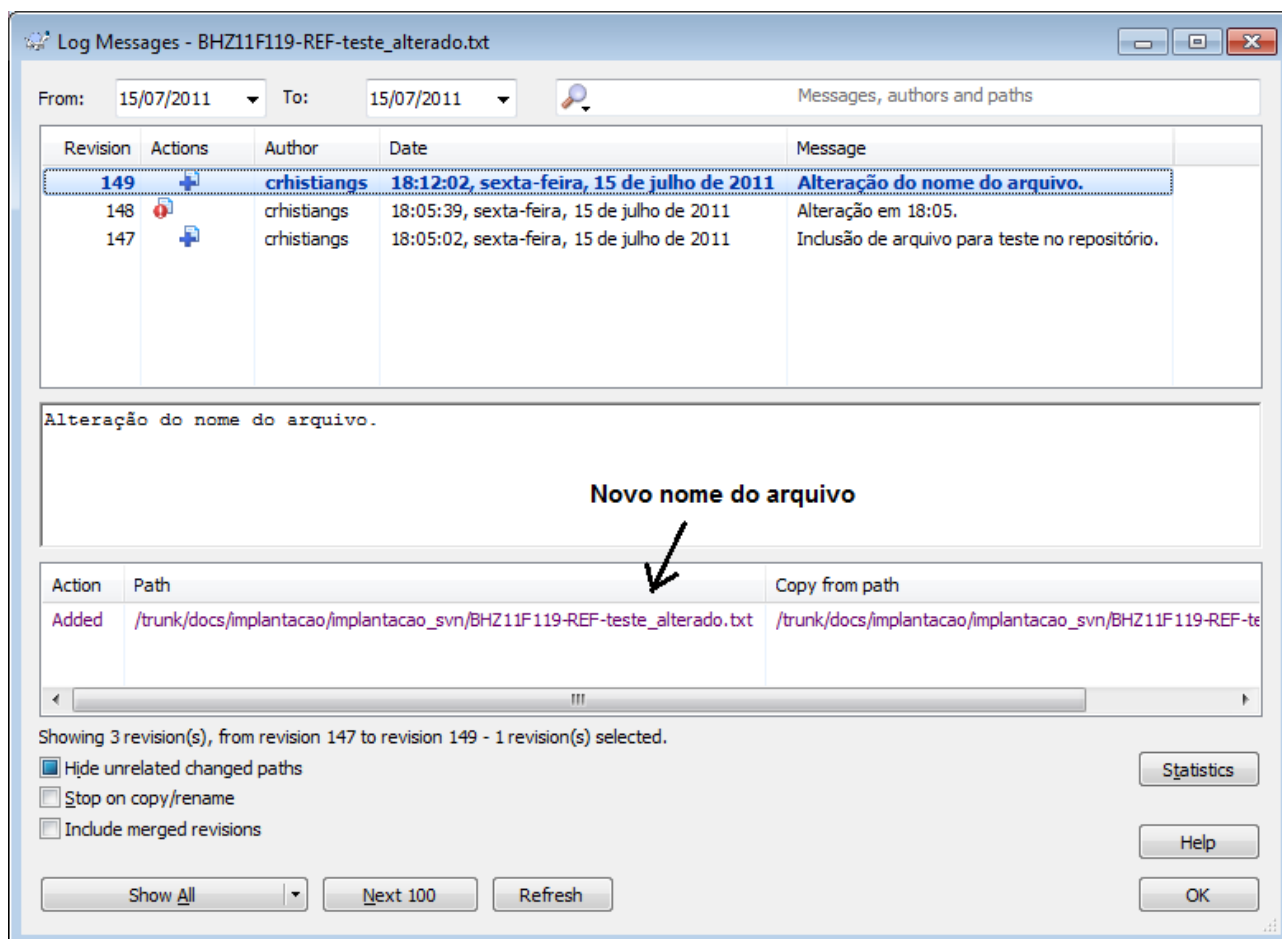 Log Messages - BHZ11F119-REF-teste_alterado.txt
From: 15/07/2011 To: 15/07/2011 Messages, authors and paths
Revision Actions Author Date Message
149 crhistiangs 18:12:02, sexta-feira, 15 de julho de 2011 Alteração do nome do arquivo.
148 crhistiangs 18:05:39, sexta-feira, 15 de julho de 2011 Alteração em 18:05.
147 crhistiangs 18:05:02, sexta-feira, 15 de julho de 2011 Inclusão de arquivo para teste no repositório.
Alteração do nome do arquivo.
Novo nome do arquivo
Action Path Copy from path
Added /trunk/docs/implantacao/implantacao_svn/BHZ11F119-REF-teste_alterado.txt /trunk/docs/implantacao/implantacao_svn/BHZ11F119-REF-te
Showing 3 revision(s), from revision 147 to revision 149 - 1 revision(s) selected.
Hide unrelated changed paths
Statistics
Stop on copy/rename
Include merged revisions
Help
Show All Next 100 Refresh OK